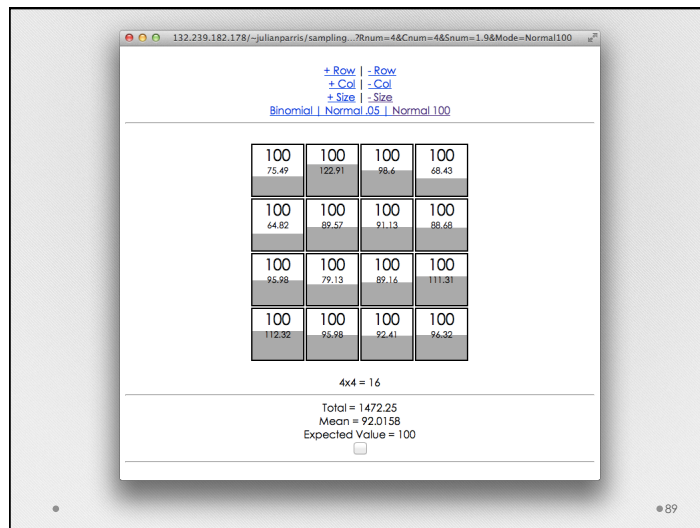 132.239.182.178/~julianparris/sampling...?Rnum=4&Cnum=4&Snum=1.9&Mode=Normal100
+ Row | - Row
+ Col | - Col
+ Size | - Size
Binomial | Normal .05 | Normal 100
100 100 100 100
75.49 122.91 98.6 68.43
100 100 100 100
64.82 89.57 91.13 88.68
100 100 100 100
95.98 79.13 89.16 111.31
100 100 100 100
112.32 95.98 92.41 96.32
4x4 = 16
Total = 1472.25
Mean = 92.0158
Expected Value = 100
89